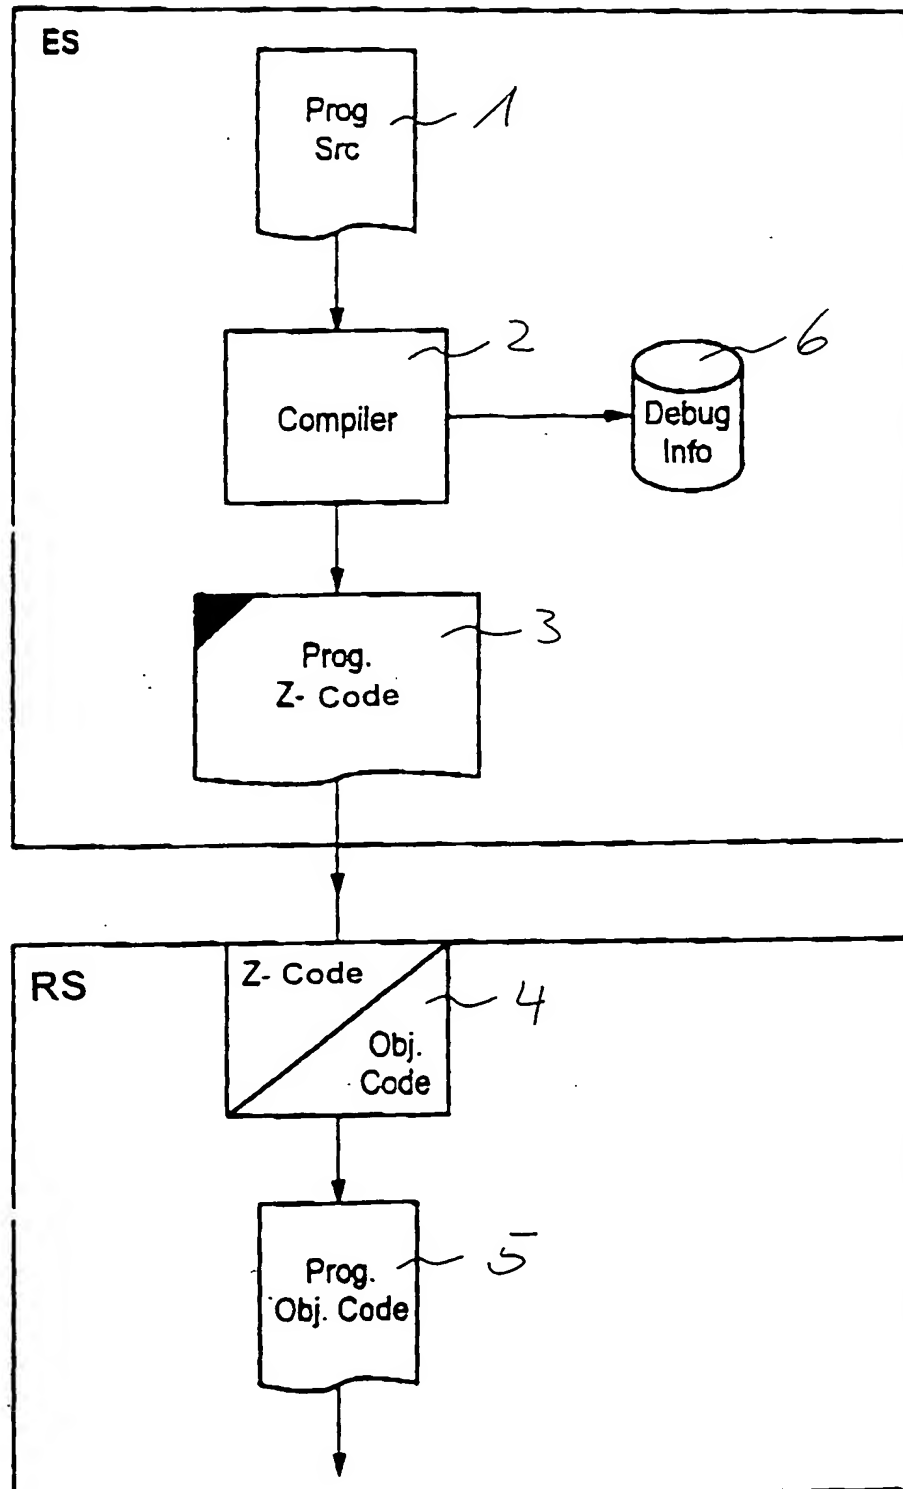 ES
Prog
Src
1
2
Compiler
6
Debug
Info
3
Prog.
Z- Code
RS
Z- Code
4
Obj.
Code
5
Prog.
Obj. Code